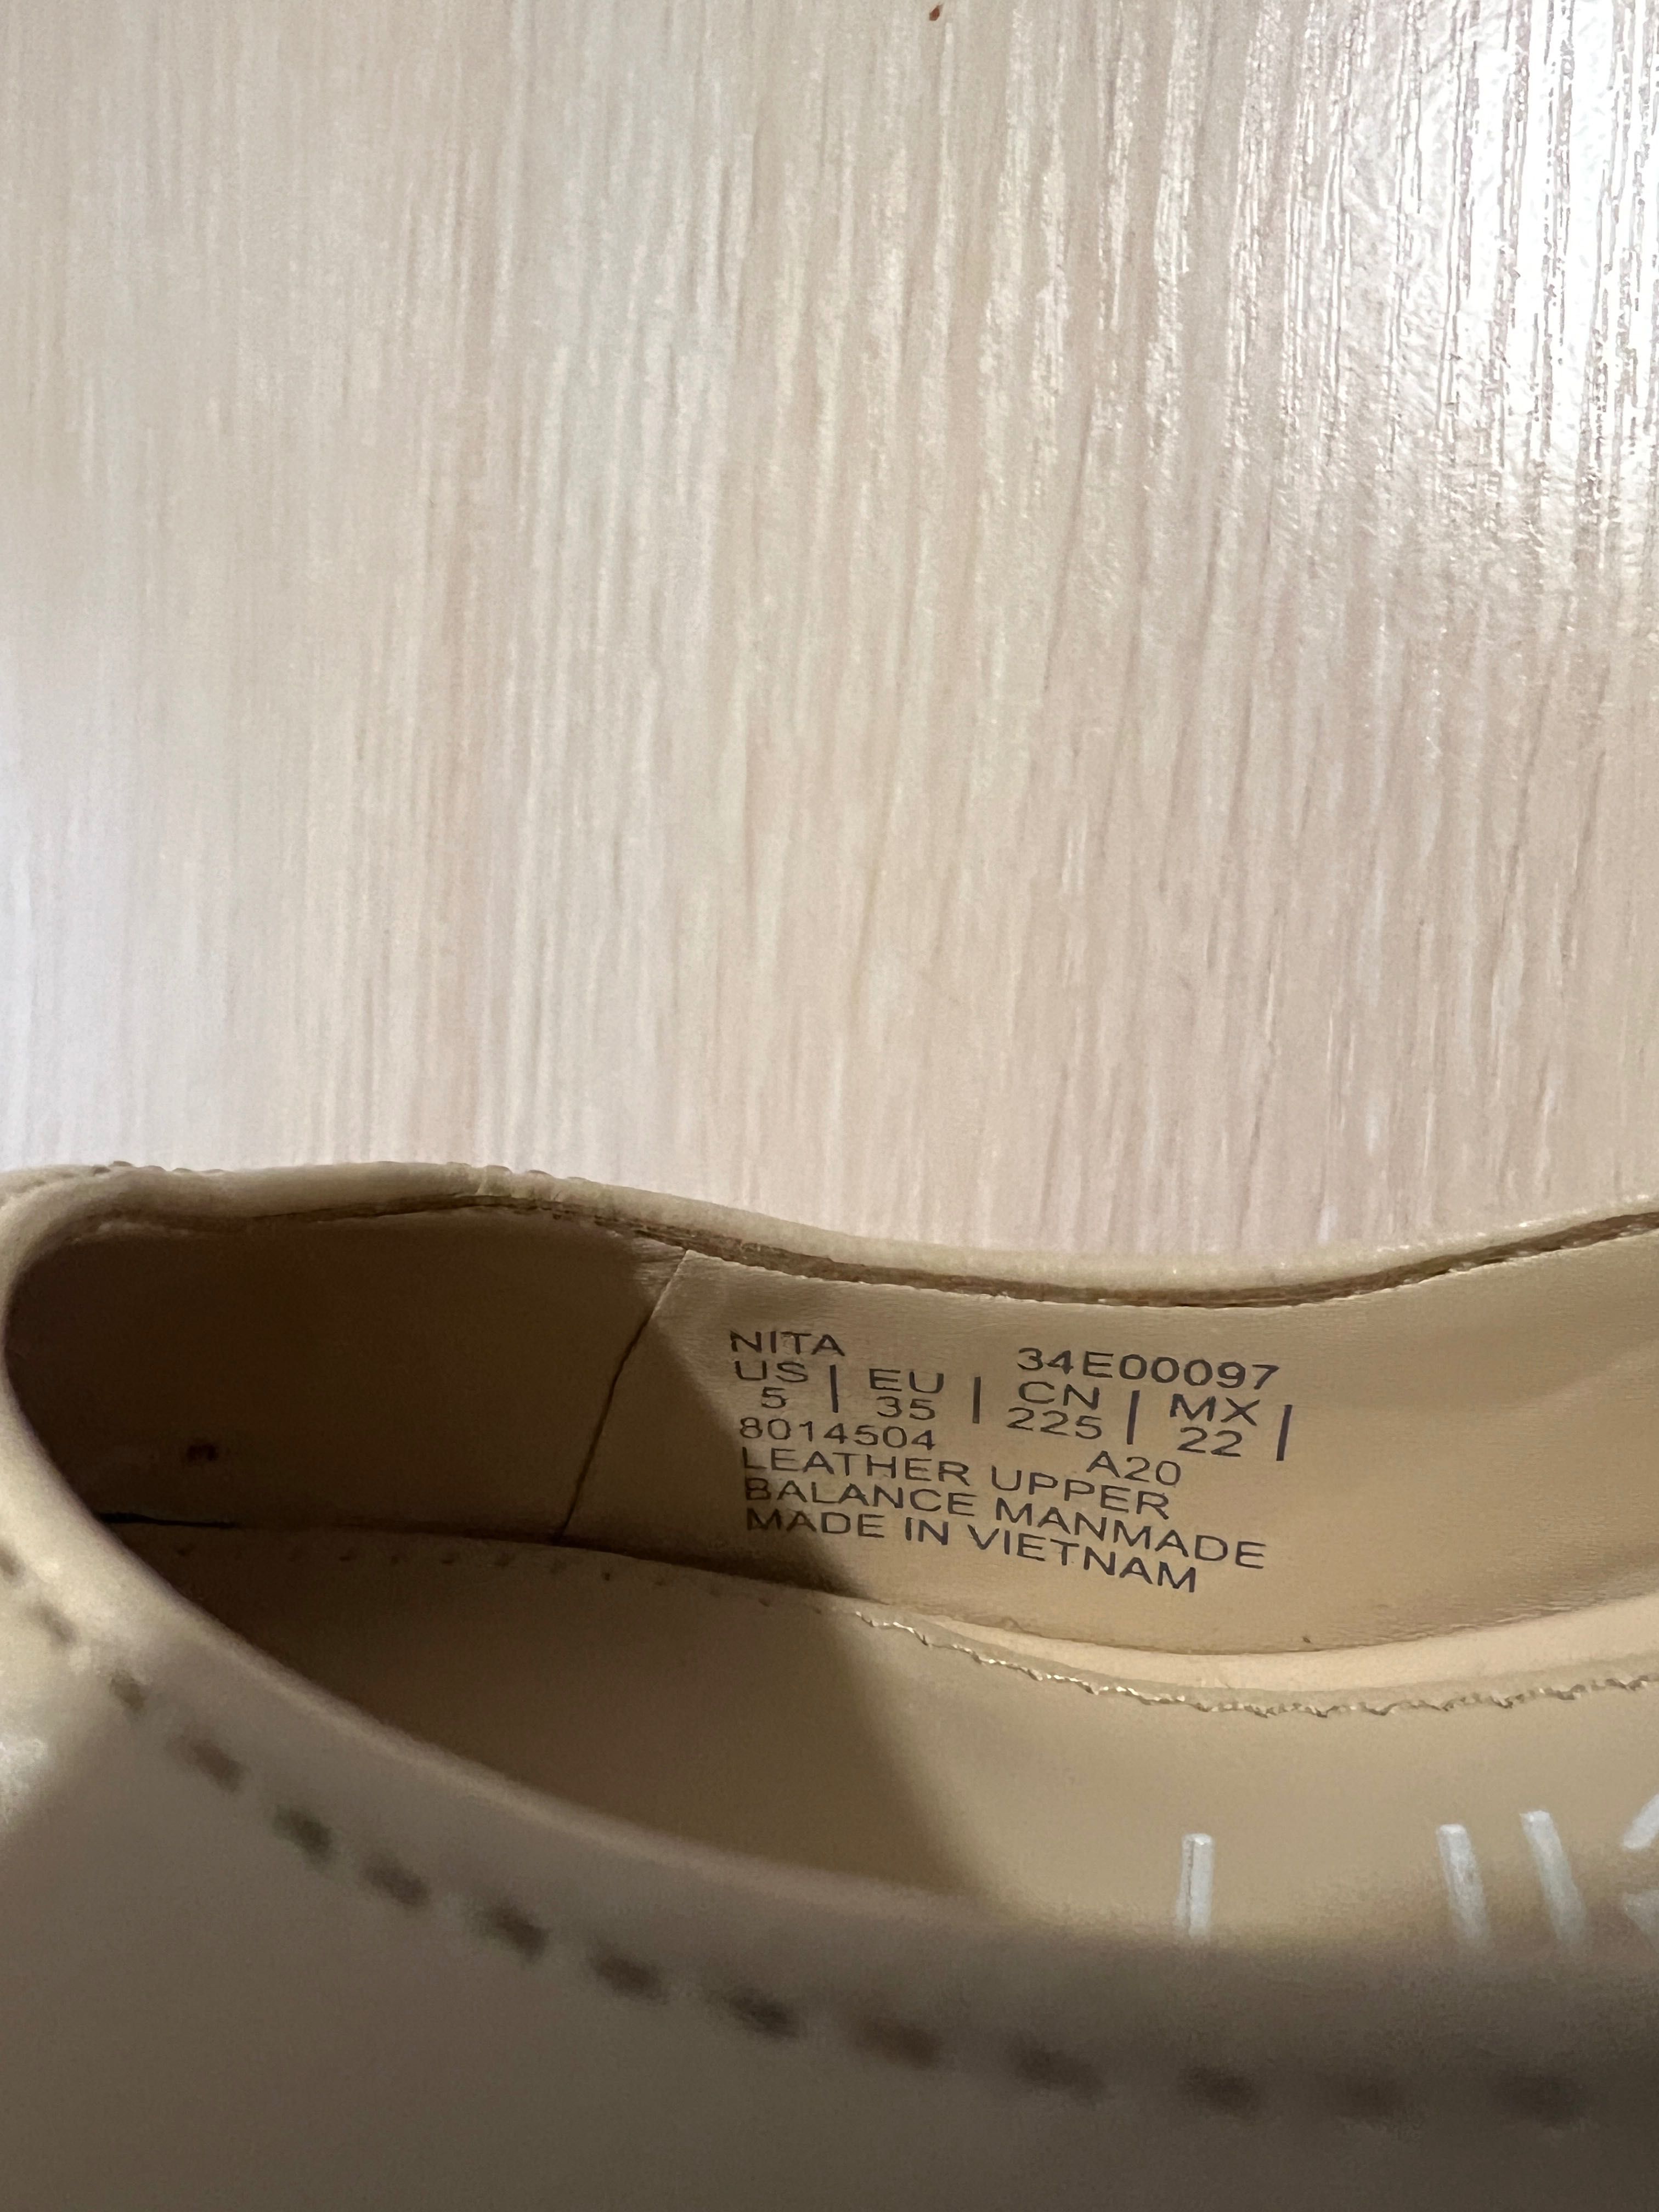 NITA 34E00097
US | EU | CN | MX |
5 | 35 | 225 | 22 |
8014504 A20
LEATHER UPPER
BALANCE MANMADE
MADE IN VIETNAM